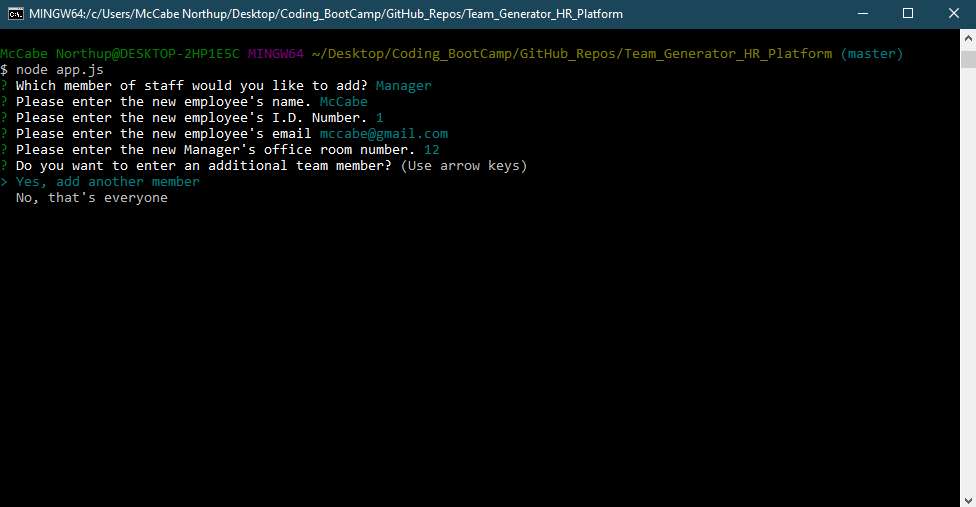 MINGW64:/c/Users/McCabe Northup/Desktop/Coding_BootCamp/GitHub_Repos/Team_Generator_HR_Platform
McCabe Northup@DESKTOP-2HP1E5C MINGW64 ~/Desktop/Coding_BootCamp/GitHub_Repos/Team_Generator_HR_Platform (master)
$ node app.js
? Which member of staff would you like to add? Manager
? Please enter the new employee's name. McCabe
? Please enter the new employee's I.D. Number. 1
? Please enter the new employee's email mccabe@gmail.com
? Please enter the new Manager's office room number. 12
? Do you want to enter an additional team member? (Use arrow keys)
> Yes, add another member
No, that's everyone